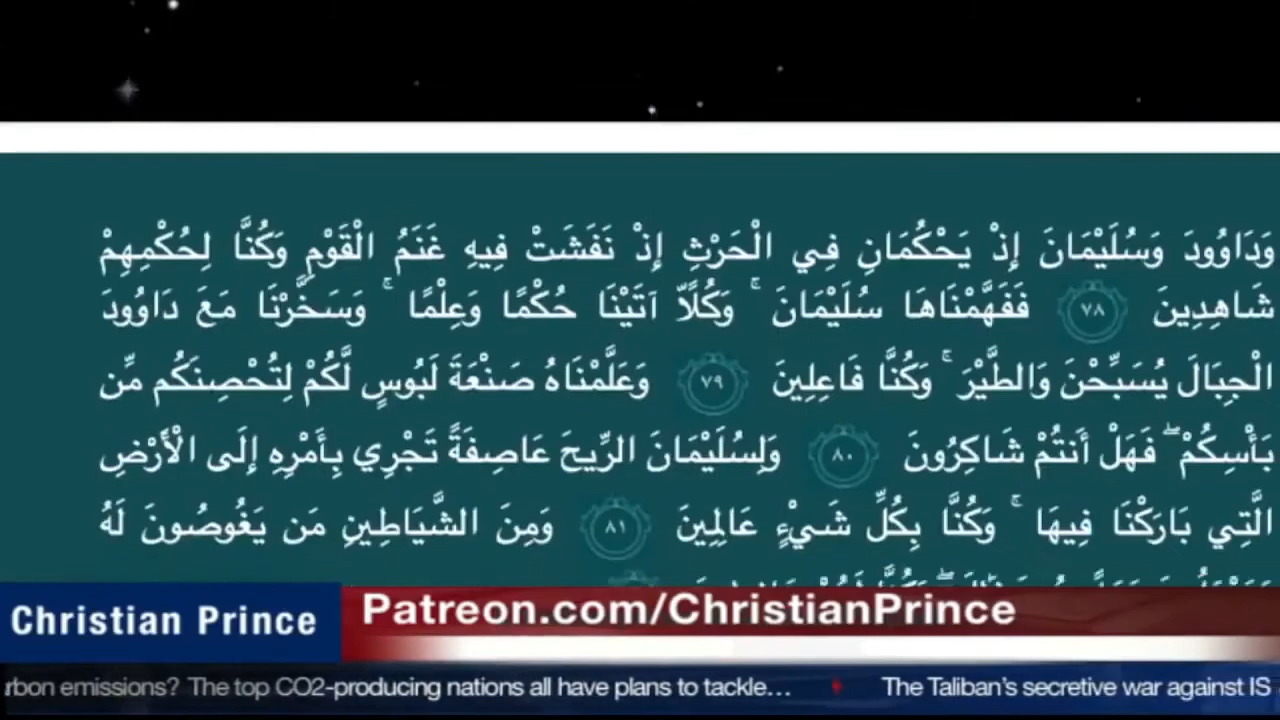 وَدَاوُودَ وَسُلَيْمَانَ إِذْ يَحْكُمَانِ فِي الْحَرْثِ إِذْ نَفَشَتْ فِيهِ غَنَمُ الْقَوْمِ وَكُنَّا لِحُكْمِهِمْ
شَاهِدِينَ ٧٨ فَفَهَّمْنَاهَا سُلَيْمَانَ ۚ وَكُلًّا آتَيْنَا حُكْمًا وَعِلْمًا ۚ وَسَخَّرْنَا مَعَ دَاوُودَ
الْجِبَالَ يُسَبِّحْنَ وَالطَّيْرَ ۚ وَكُنَّا فَاعِلِينَ ٧٩ وَعَلَّمْنَاهُ صَنْعَةَ لَبُوسٍ لَّكُمْ لِتُحْصِنَكُم مِّن
بَأْسِكُمْ ۖ فَهَلْ أَنتُمْ شَاكِرُونَ ٨٠ وَلِسُلَيْمَانَ الرِّيحَ عَاصِفَةً تَجْرِي بِأَمْرِهِ إِلَى الْأَرْضِ
الَّتِي بَارَكْنَا فِيهَا ۚ وَكُنَّا بِكُلِّ شَيْءٍ عَالِمِينَ ٨١ وَمِنَ الشَّيَاطِينِ مَن يَغُوصُونَ لَهُ
Christian Prince
Patreon.com/ChristianPrince
rbon emissions? The top CO2-producing nations all have plans to tackle... The Taliban's secretive war against IS